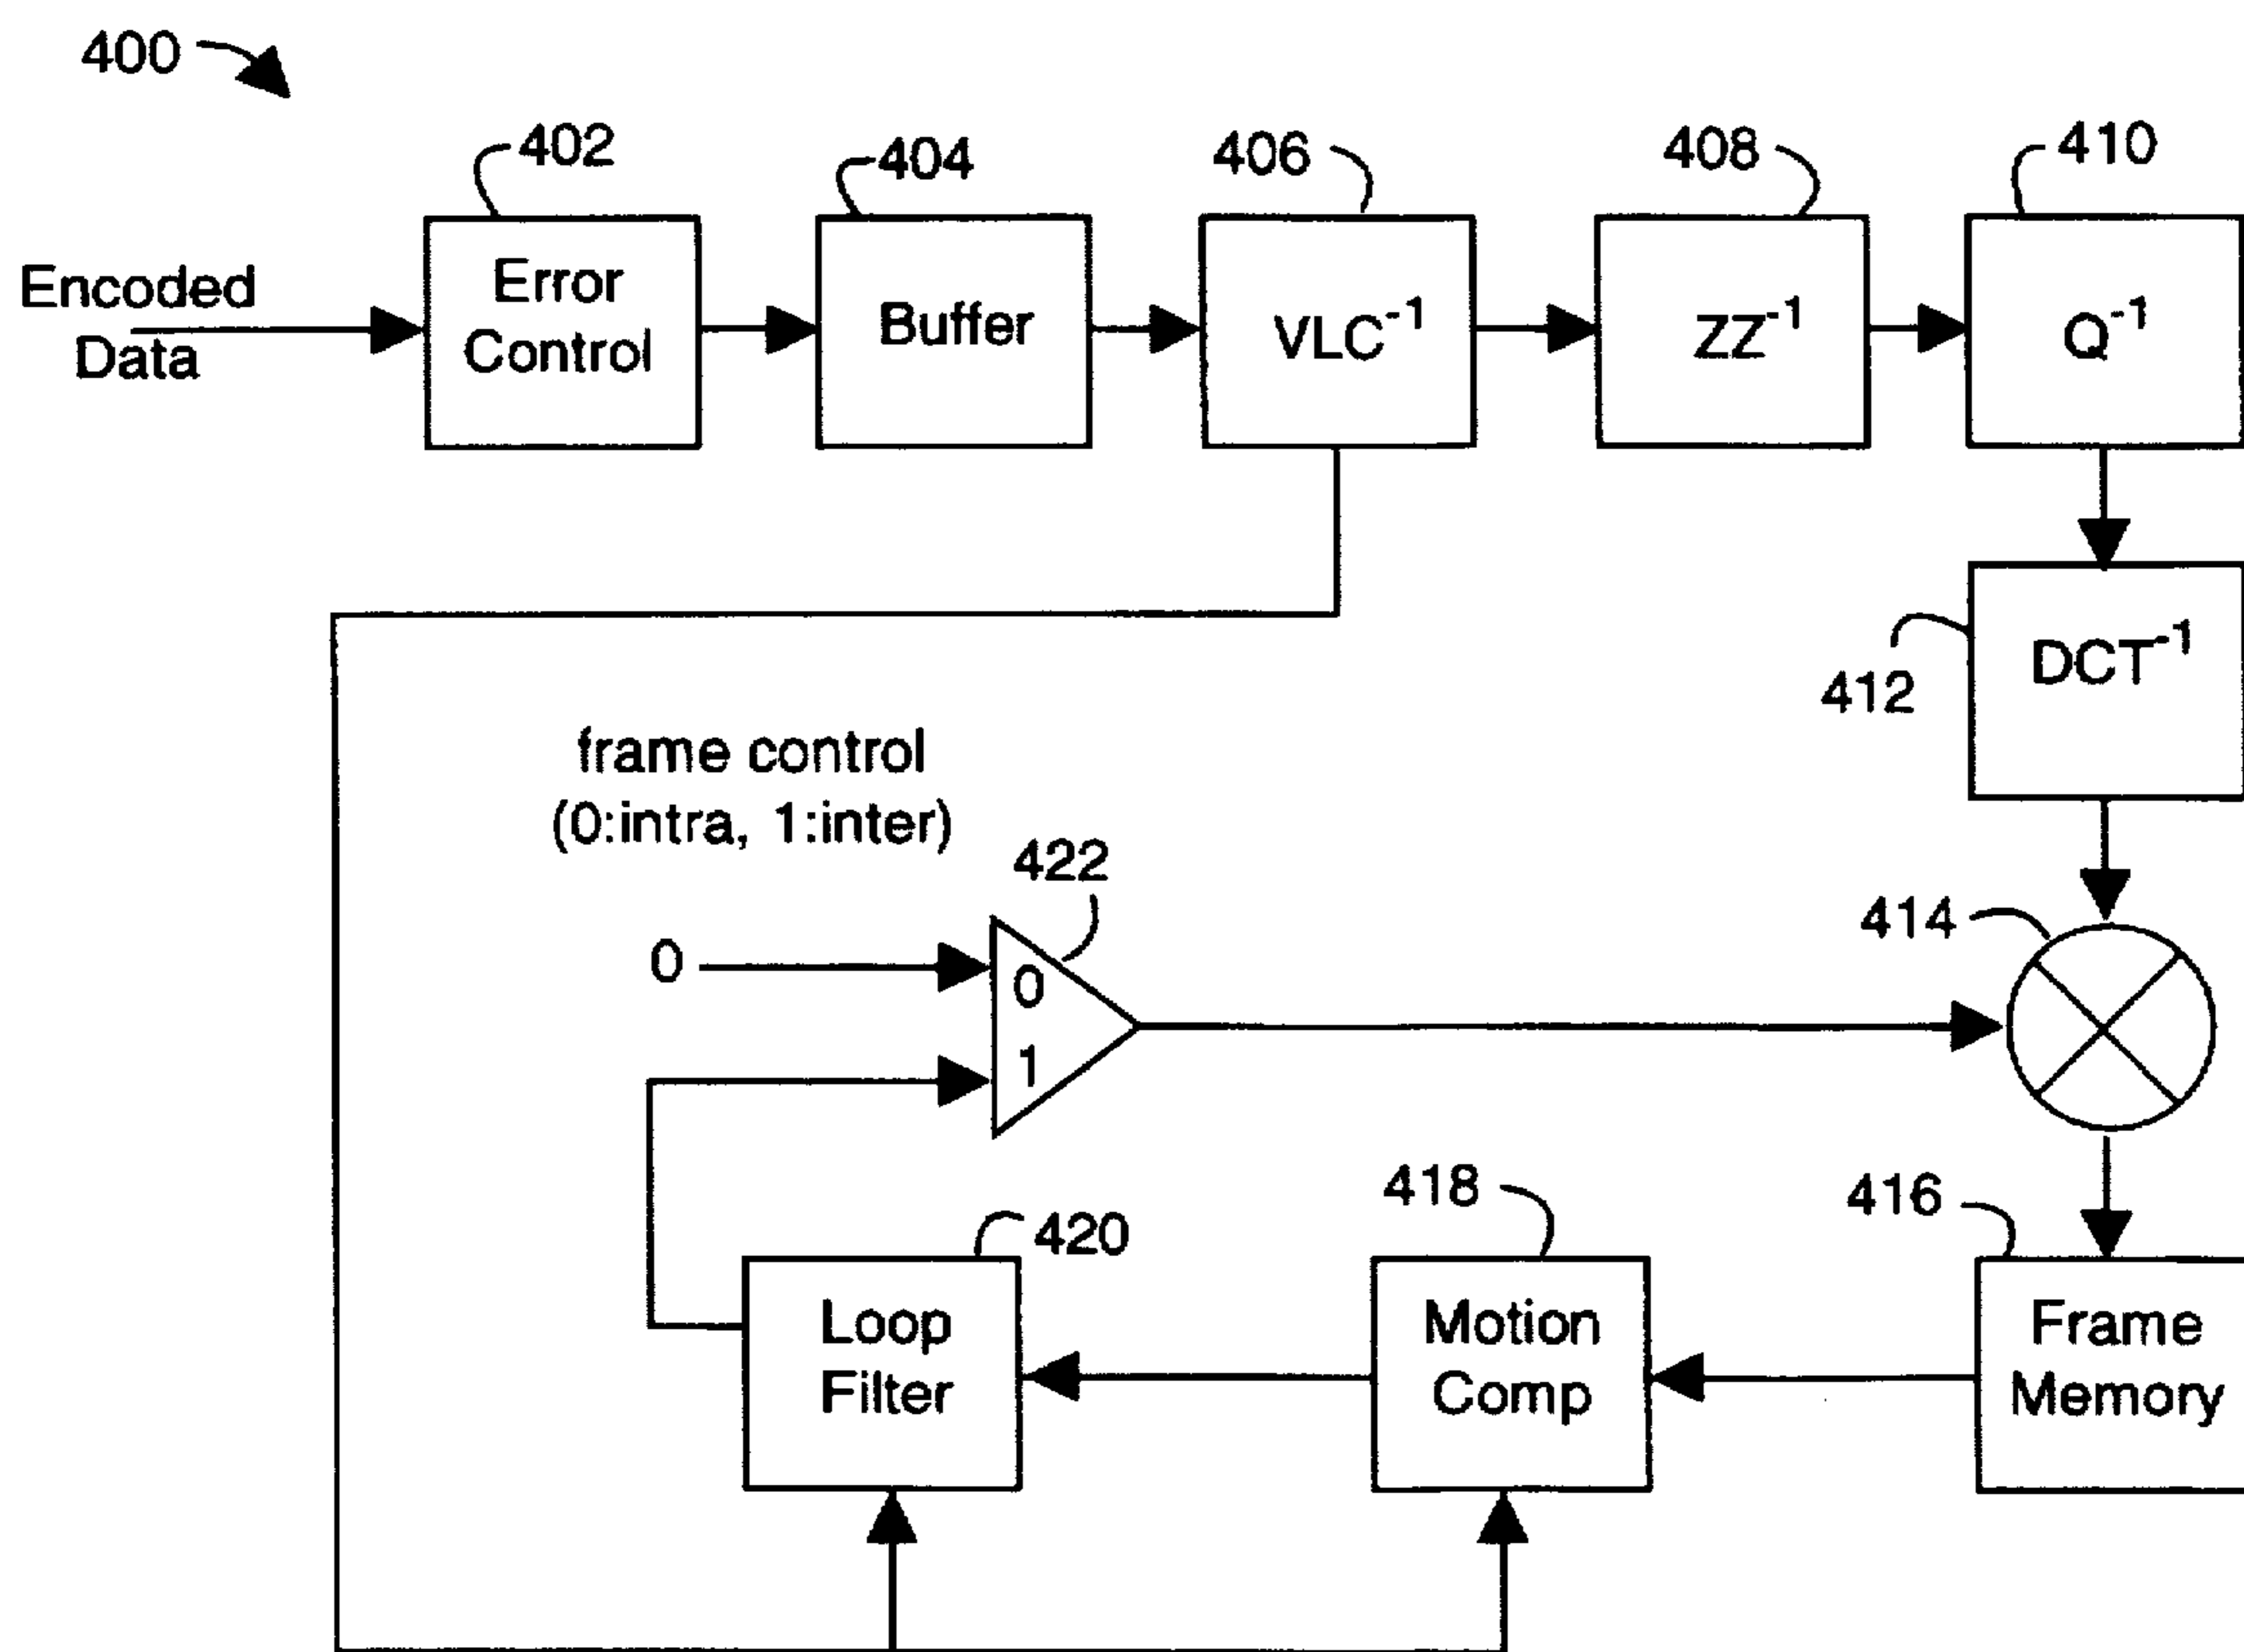 400
402
404
406
408
410
Encoded
Data
Error
Control
Buffer
VLC⁻¹
ZZ⁻¹
Q⁻¹
412
DCT⁻¹
frame control
(0:intra, 1:inter)
422
414
0
0
1
420
418
416
Loop
Filter
Motion
Comp
Frame
Memory